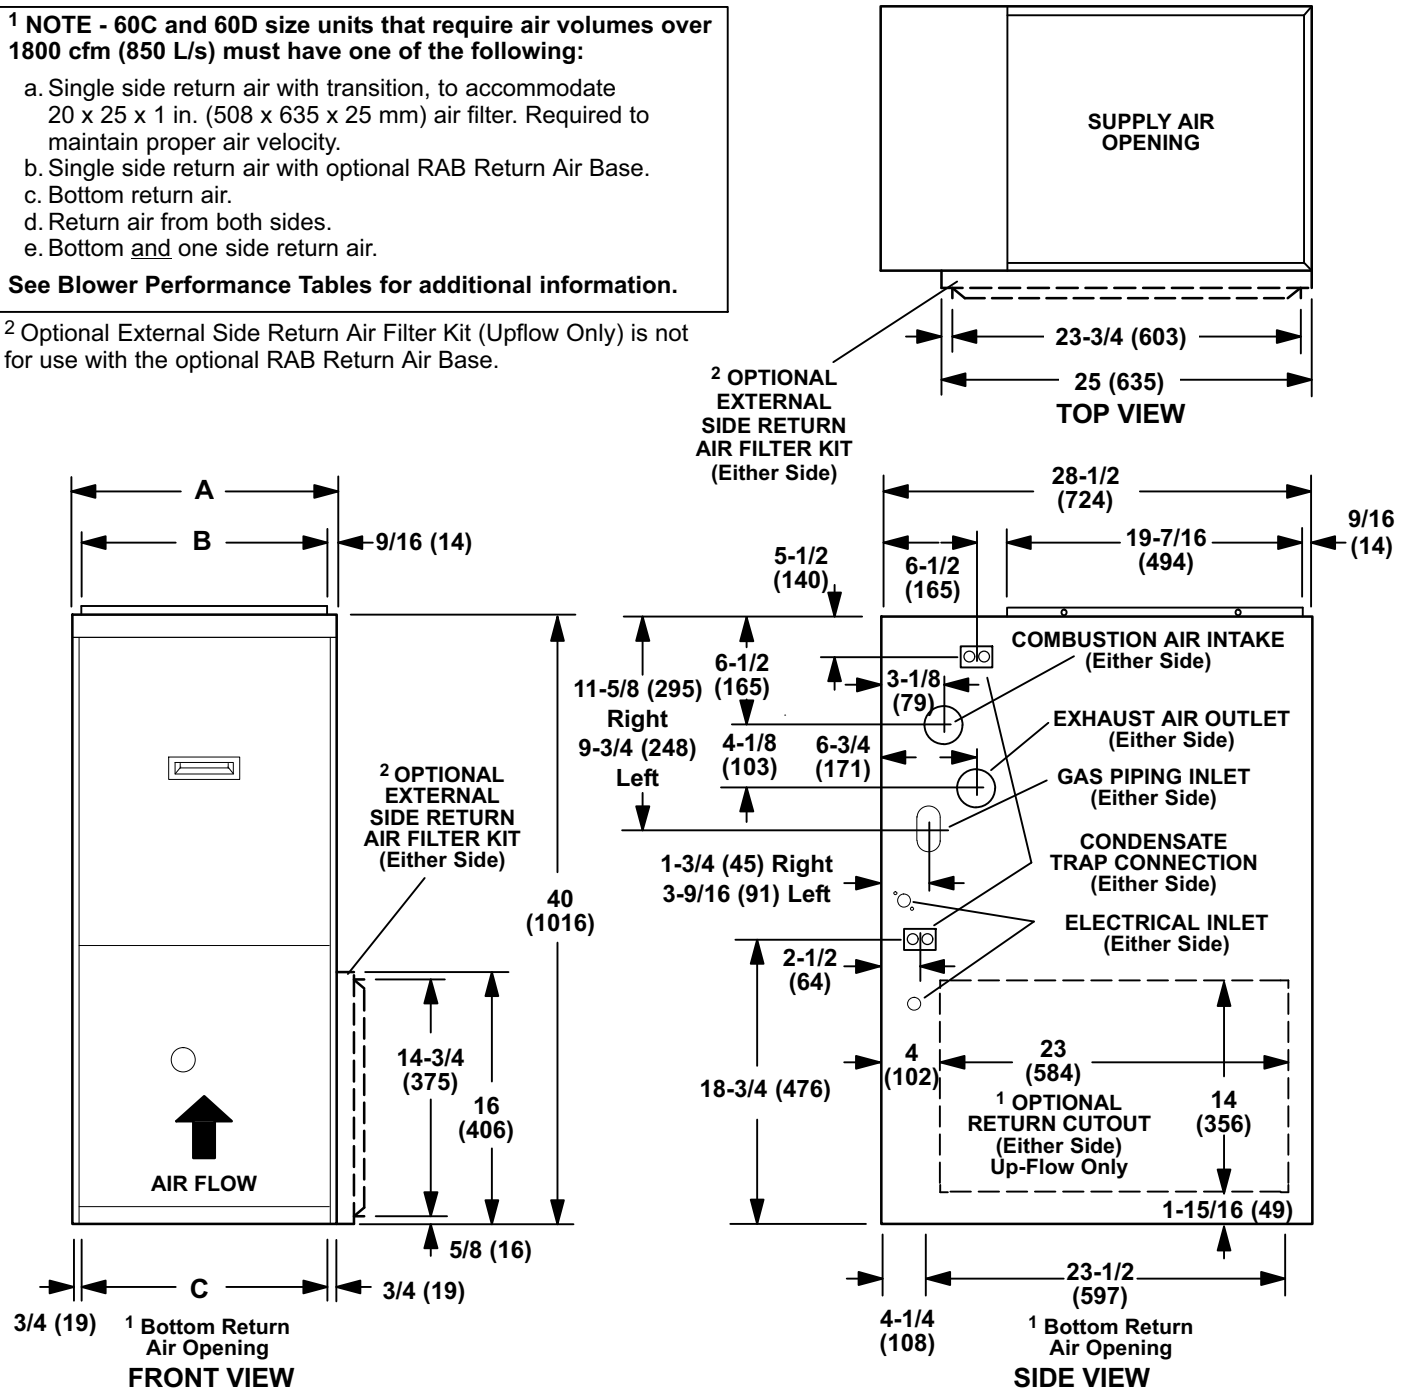 1 NOTE - 60C and 60D size units that require air volumes over
1800 cfm (850 L/s) must have one of the following:
a. Single side return air with transition, to accommodate
20 x 25 x 1 in. (508 x 635 x 25 mm) air filter. Required to
maintain proper air velocity.
b. Single side return air with optional RAB Return Air Base.
c. Bottom return air.
d. Return air from both sides.
e. Bottom and one side return air.
See Blower Performance Tables for additional information.
2 Optional External Side Return Air Filter Kit (Upflow Only) is not
for use with the optional RAB Return Air Base.
SUPPLY AIR
OPENING
23-3/4 (603)
25 (635)
TOP VIEW
2 OPTIONAL
EXTERNAL
SIDE RETURN
AIR FILTER KIT
(Either Side)
A
B
9/16 (14)
2 OPTIONAL
EXTERNAL
SIDE RETURN
AIR FILTER KIT
(Either Side)
40
(1016)
14-3/4
(375)
16
(406)
AIR FLOW
5/8 (16)
C
3/4 (19)
3/4 (19)
1 Bottom Return
Air Opening
FRONT VIEW
28-1/2
(724)
9/16
(14)
19-7/16
(494)
5-1/2
(140)
6-1/2
(165)
COMBUSTION AIR INTAKE
(Either Side)
6-1/2
(165)
3-1/8
(79)
11-5/8 (295)
Right
9-3/4 (248)
Left
EXHAUST AIR OUTLET
(Either Side)
4-1/8
(103)
6-3/4
(171)
GAS PIPING INLET
(Either Side)
CONDENSATE
TRAP CONNECTION
(Either Side)
1-3/4 (45) Right
3-9/16 (91) Left
ELECTRICAL INLET
(Either Side)
2-1/2
(64)
18-3/4 (476)
4
(102)
23
(584)
14
(356)
1 OPTIONAL
RETURN CUTOUT
(Either Side)
Up-Flow Only
1-15/16 (49)
23-1/2
(597)
4-1/4
(108)
1 Bottom Return
Air Opening
SIDE VIEW